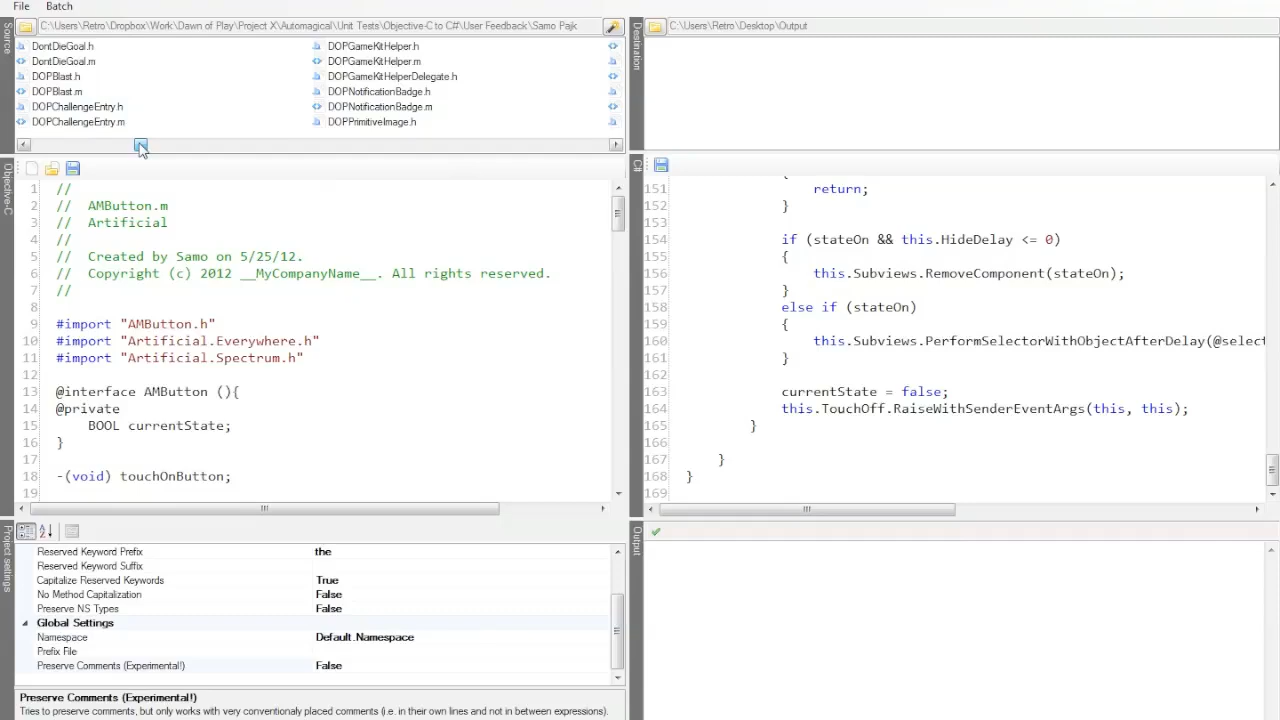 File Batch
Source
C:\Users\Retro\Dropbox\Work\Dawn of Play\Project X\Automagical\Unit Tests\Objective-C to C#\User Feedback\Samo Pajk
DontDieGoal.h
DontDieGoal.m
DOPBlast.h
DOPBlast.m
DOPChallengeEntry.h
DOPChallengeEntry.m
DOPGameKitHelper.h
DOPGameKitHelper.m
DOPGameKitHelperDelegate.h
DOPNotificationBadge.h
DOPNotificationBadge.m
DOPPrimitiveImage.h
Destination
C:\Users\Retro\Desktop\Output
Objective-C
1 //
2 // AMButton.m
3 // Artificial
4 //
5 // Created by Samo on 5/25/12.
6 // Copyright (c) 2012 __MyCompanyName__. All rights reserved.
7 //
8
9 #import "AMButton.h"
10 #import "Artificial.Everywhere.h"
11 #import "Artificial.Spectrum.h"
12
13 @interface AMButton (){
14 @private
15 BOOL currentState;
16 }
17
18 -(void) touchOnButton;
19
C#
{
151 return;
152 }
153
154 if (stateOn && this.HideDelay <= 0)
155 {
156 this.Subviews.RemoveComponent(stateOn);
157 }
158 else if (stateOn)
159 {
160 this.Subviews.PerformSelectorWithObjectAfterDelay(@select
161 }
162
163 currentState = false;
164 this.TouchOff.RaiseWithSenderEventArgs(this, this);
165 }
166
167 }
168 }
169
Project settings
Reserved Keyword Prefix the
Reserved Keyword Suffix
Capitalize Reserved Keywords True
No Method Capitalization False
Preserve NS Types False
Global Settings
Namespace Default.Namespace
Prefix File
Preserve Comments (Experimental!) False
Preserve Comments (Experimental!)
Tries to preserve comments, but only works with very conventionaly placed comments (i.e. in their own lines and not in between expressions).
Output